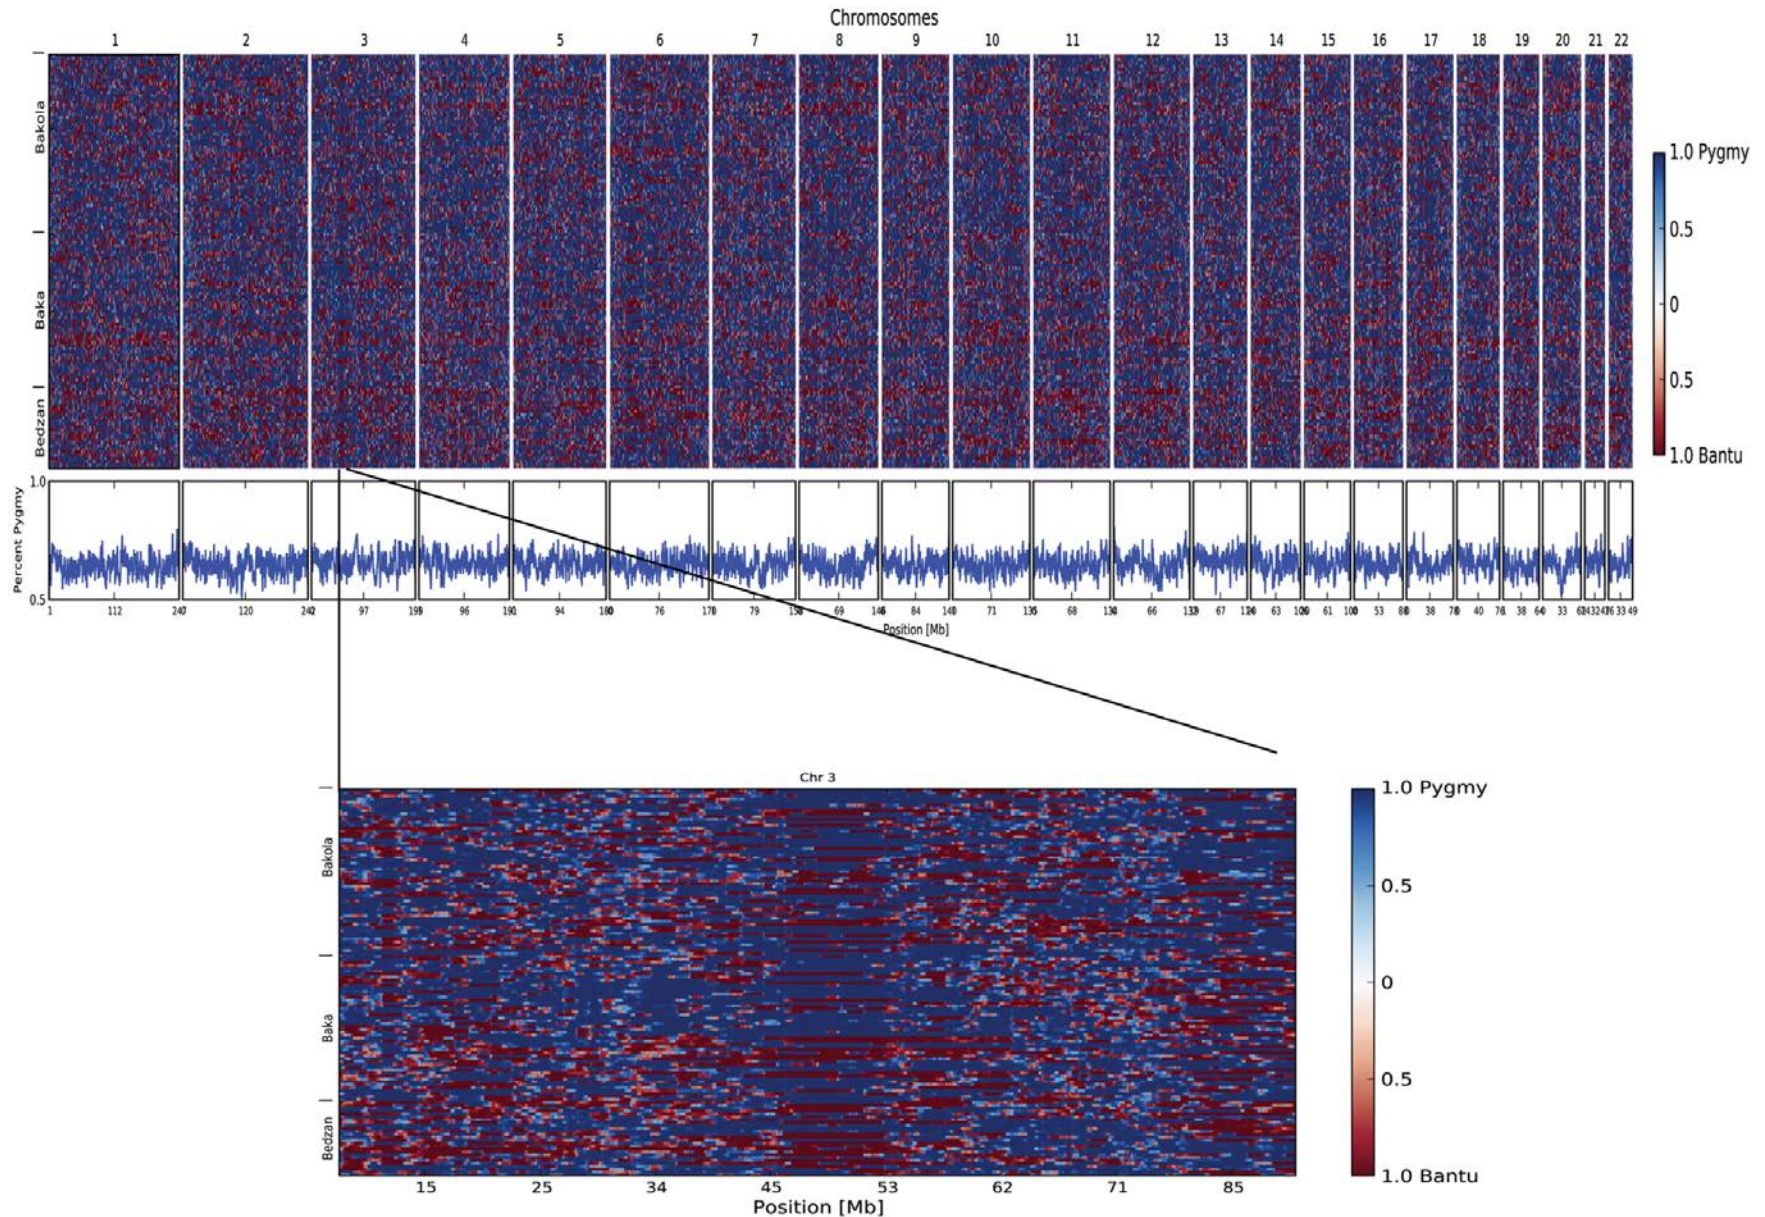 Chromosomes
1 2 3 4 5 6 7 8 9 10 11 12 13 14 15 16 17 18 19 20 21 22
Bakola
Baka
Bedzan
1.0 Pygmy
0.5
0
0.5
1.0 Bantu
Percent Pygmy
1.0
0.5
1 112 120 97 96 94 76 79 69 84 71 68 66 67 63 61 53 38 40 38 33 32 33 49
Position [Mb]
Chr 3
Bakola
Baka
Bedzan
1.0 Pygmy
0.5
0
0.5
1.0 Bantu
15 25 34 45 53 62 71 85
Position [Mb]